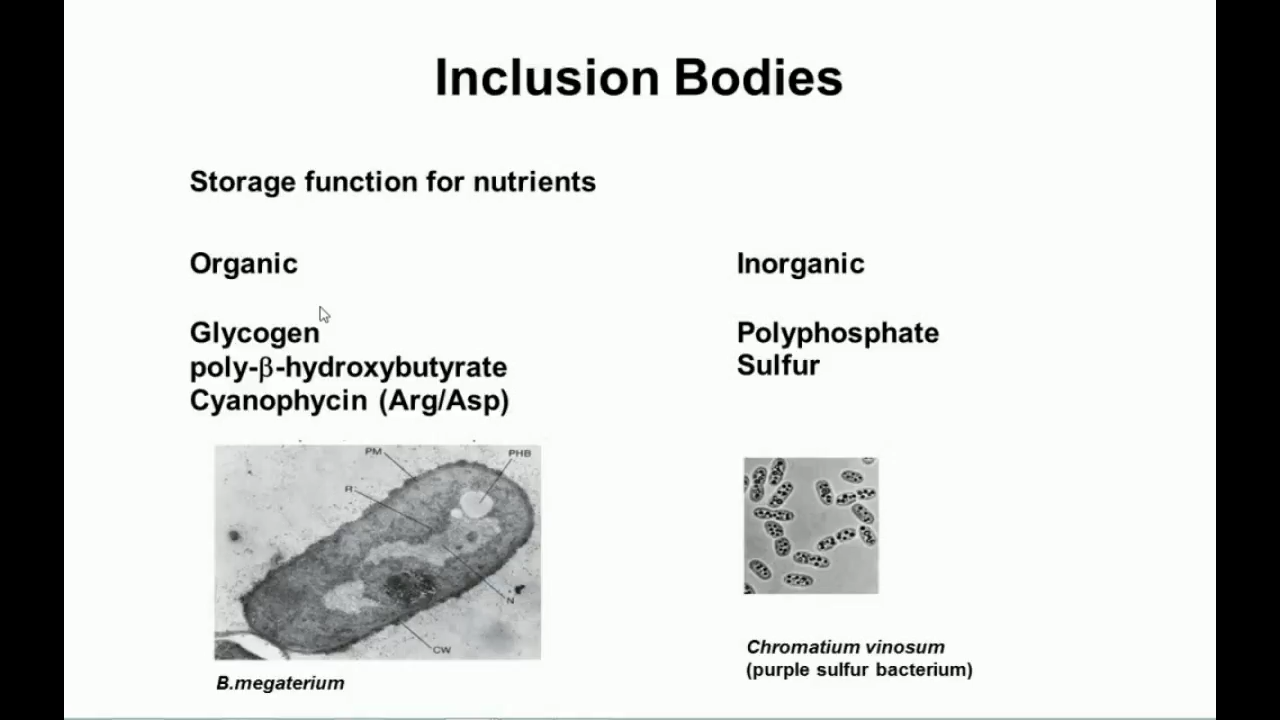 Inclusion Bodies
Storage function for nutrients
Organic
Glycogen
poly-β-hydroxybutyrate
Cyanophycin (Arg/Asp)
Inorganic
Polyphosphate
Sulfur
PM
PHB
R
N
CW
B.megaterium
Chromatium vinosum
(purple sulfur bacterium)